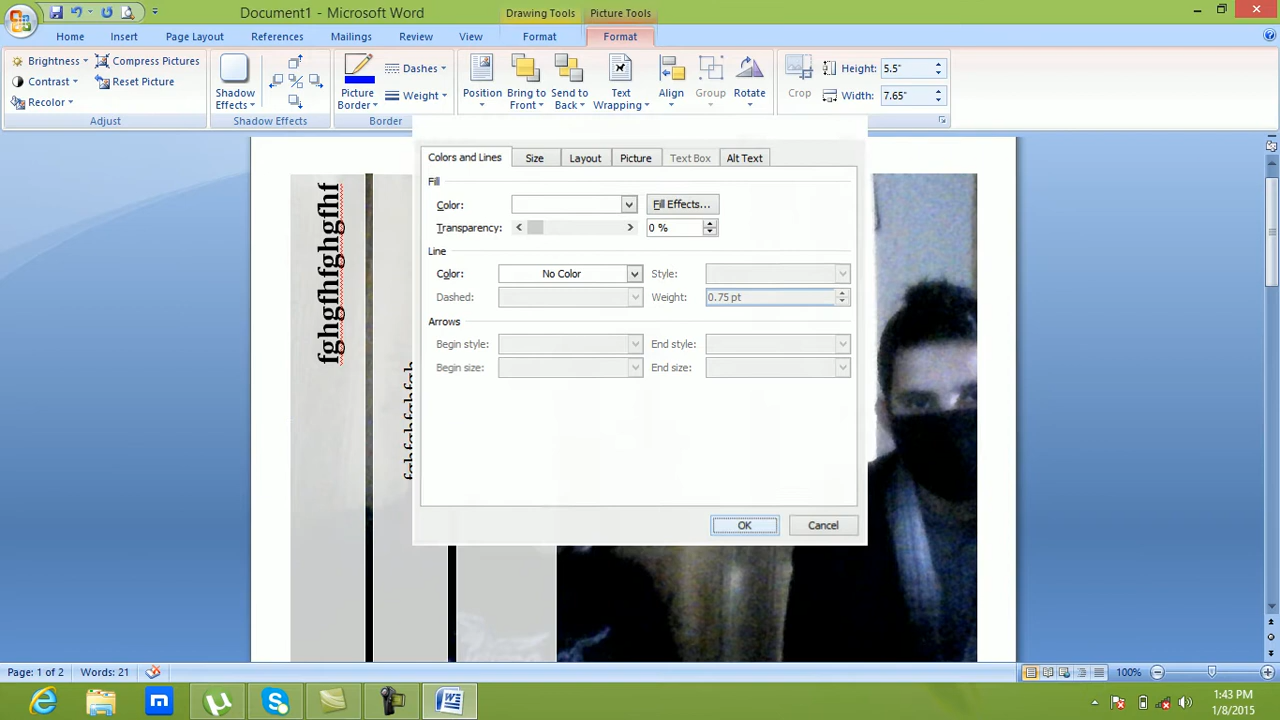 Document1 - Microsoft Word
Drawing Tools
Picture Tools
Home
Insert
Page Layout
References
Mailings
Review
View
Format
Format
Brightness
Contrast
Recolor
Compress Pictures
Reset Picture
Adjust
Shadow
Effects
Shadow Effects
Picture
Border
Dashes
Weight
Border
Position
Bring to
Front
Send to
Back
Text
Wrapping
Align
Group
Rotate
Crop
Height: 5.5"
Width: 7.65"
Colors and Lines
Size
Layout
Picture
Text Box
Alt Text
Fill
Color:
Fill Effects...
Transparency:
0 %
Line
Color: No Color
Style:
Dashed:
Weight: 0.75 pt
Arrows
Begin style:
End style:
Begin size:
End size:
OK
Cancel
fghgfhfghgfhf
Page: 1 of 2
Words: 21
100%
m
1:43 PM
1/8/2015